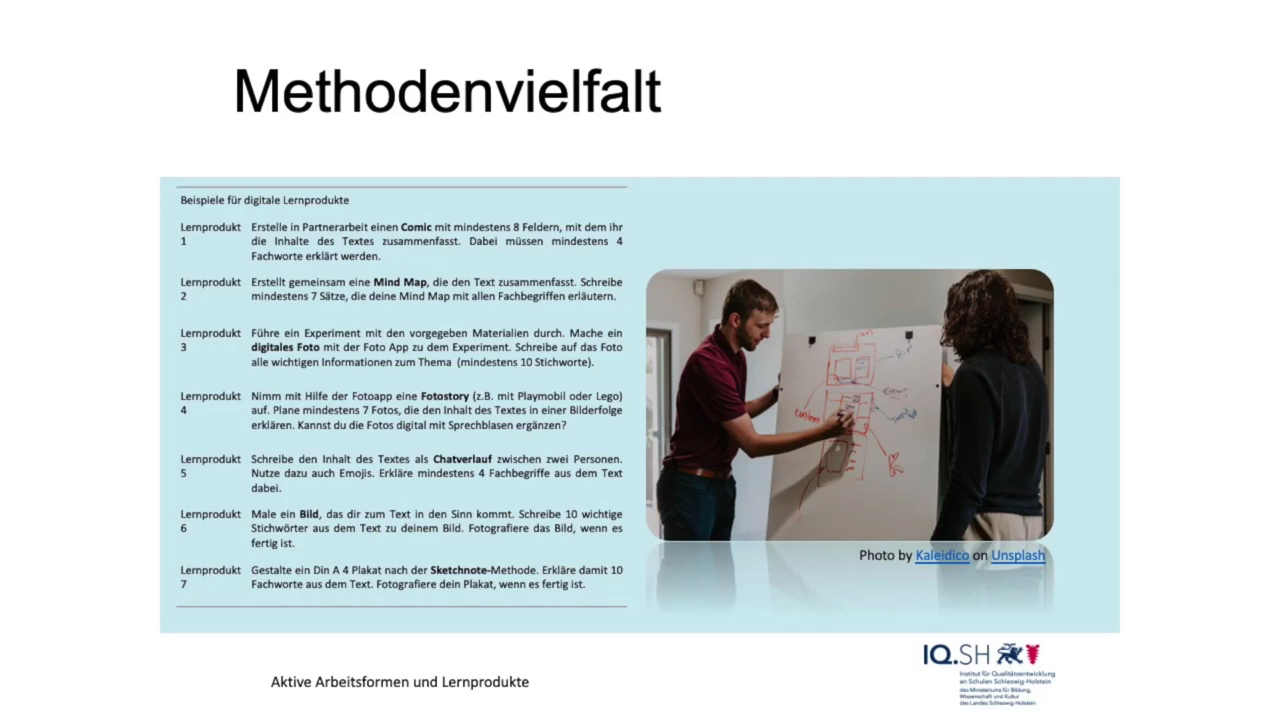 Methodenvielfalt
Beispiele für digitale Lernprodukte
Lernprodukt 1
Erstelle in Partnerarbeit einen Comic mit mindestens 8 Feldern, mit dem ihr
die Inhalte des Textes zusammenfasst. Dabei müssen mindestens 4
Fachworte erklärt werden.
Lernprodukt 2
Erstellt gemeinsam eine Mind Map, die den Text zusammenfasst. Schreibe
mindestens 7 Sätze, die deine Mind Map mit allen Fachbegriffen erläutern.
Lernprodukt 3
Führe ein Experiment mit den vorgegeben Materialien durch. Mache ein
digitales Foto mit der Foto App zu dem Experiment. Schreibe auf das Foto
alle wichtigen Informationen zum Thema (mindestens 10 Stichworte).
Lernprodukt 4
Nimm mit Hilfe der Fotoapp eine Fotostory (z.B. mit Playmobil oder Lego)
auf. Plane mindestens 7 Fotos, die den Inhalt des Textes in einer Bilderfolge
erklären. Kannst du die Fotos digital mit Sprechblasen ergänzen?
Lernprodukt 5
Schreibe den Inhalt des Textes als Chatverlauf zwischen zwei Personen.
Nutze dazu auch Emojis. Erkläre mindestens 4 Fachbegriffe aus dem Text
dabei.
Lernprodukt 6
Male ein Bild, das dir zum Text in den Sinn kommt. Schreibe 10 wichtige
Stichwörter aus dem Text zu deinem Bild. Fotografiere das Bild, wenn es
fertig ist.
Lernprodukt 7
Gestalte ein Din A 4 Plakat nach der Sketchnote-Methode. Erkläre damit 10
Fachworte aus dem Text. Fotografiere dein Plakat, wenn es fertig ist.
Photo by Kaleidico on Unsplash
Aktive Arbeitsformen und Lernprodukte
IQ.SH
Institut für Qualitätsentwicklung
an Schulen Schleswig-Holstein
des Ministeriums für Bildung,
Wissenschaft und Kultur
des Landes Schleswig-Holstein